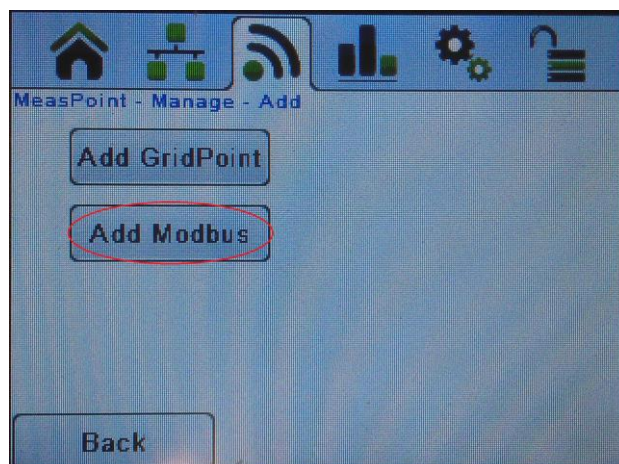 MeasPoint - Manage - Add
Add GridPoint
Add Modbus
Back